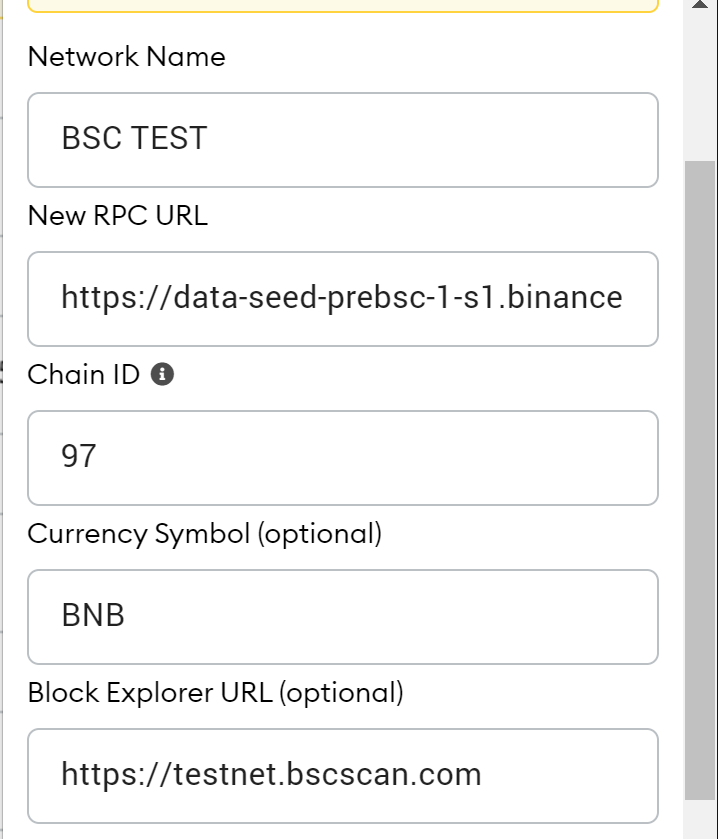 Network Name
BSC TEST
New RPC URL
https://data-seed-prebsc-1-s1.binance
Chain ID
97
Currency Symbol (optional)
BNB
Block Explorer URL (optional)
https://testnet.bscscan.com